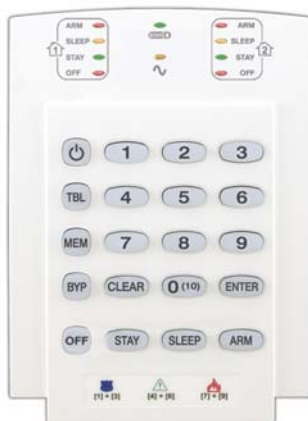 ARM
SLEEP
STAY
OFF
1
ARM
SLEEP
STAY
OFF
2
1 2 3
TBL 4 5 6
MEM 7 8 9
BYP CLEAR 0 (10) ENTER
OFF STAY SLEEP ARM
[1] + [3] [4] + [6] [7] + [9]